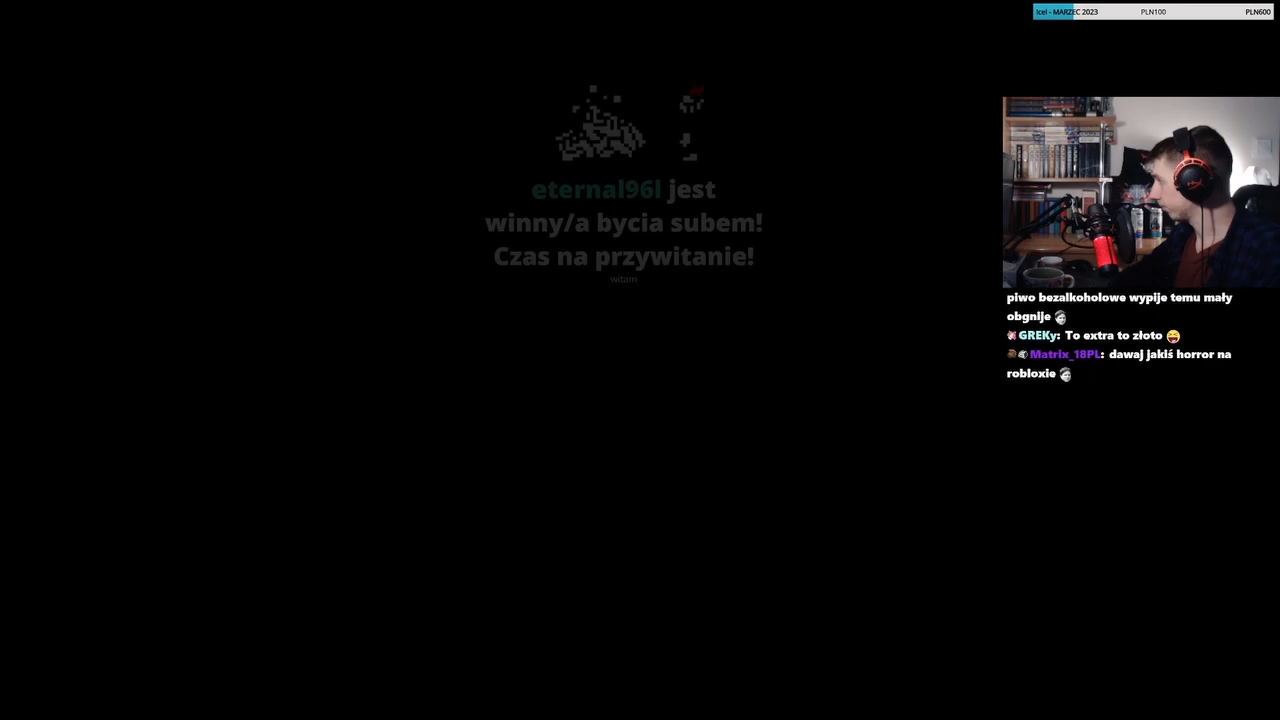 !cel - MARZEC 2023 PLN100 PLN600
eternal96l jest
winny/a bycia subem!
Czas na przywitanie!
witam
piwo bezalkoholowe wypije temu mały
obgnije
GREKy: To extra to złoto
Matrix_18PL: dawaj jakiś horror na
robloxie